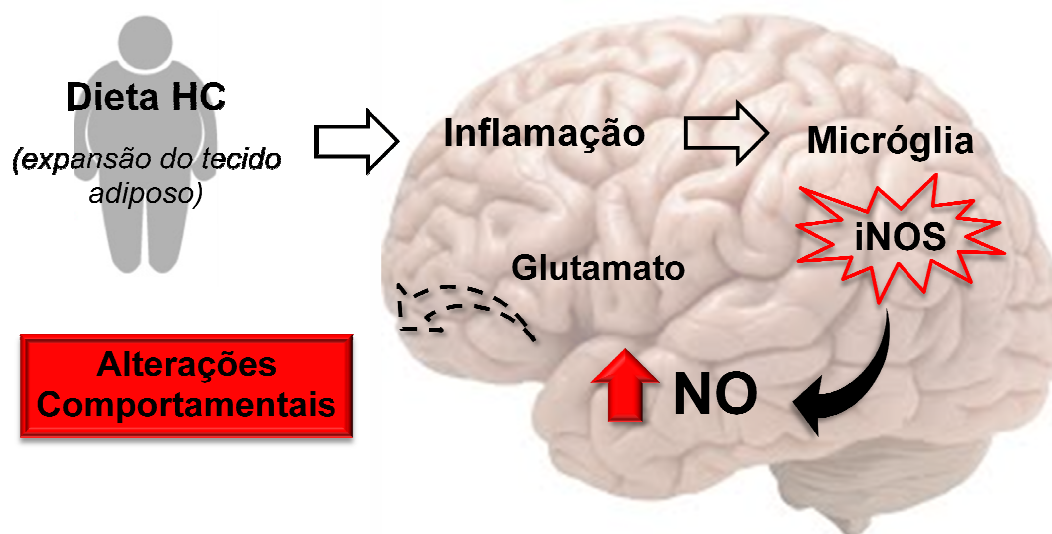 Dieta HC
(expansão do tecido
adiposo)
Inflamação
Micróglia
iNOS
Glutamato
NO
Alterações
Comportamentais